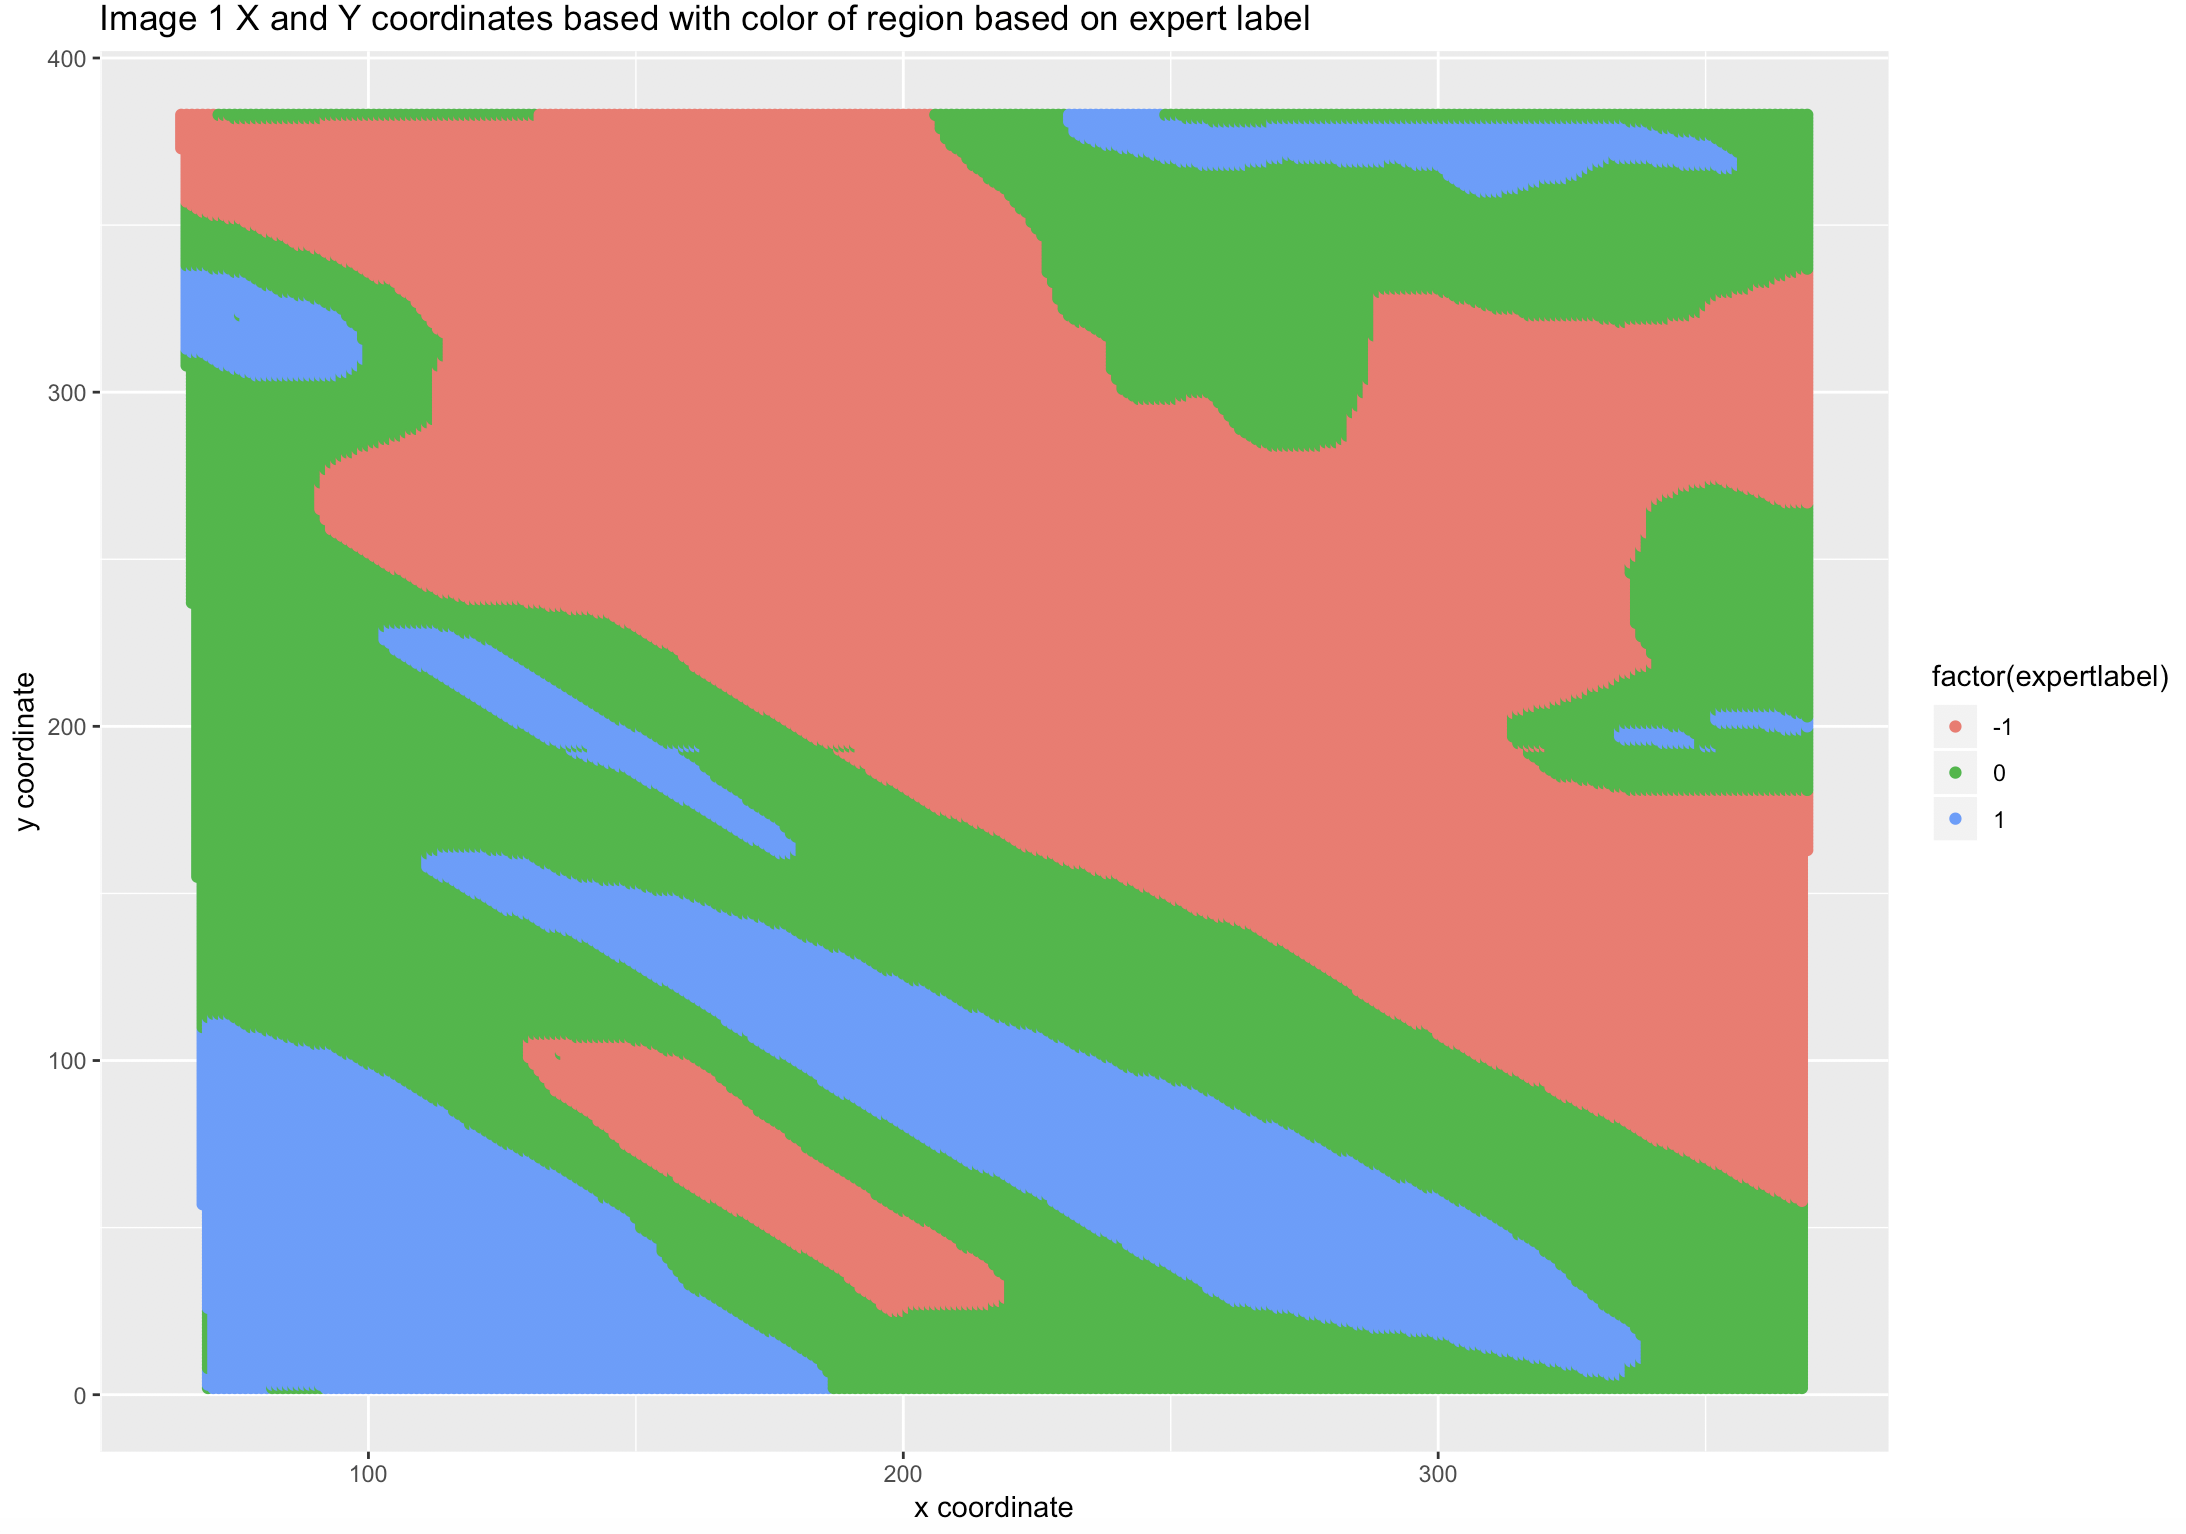 Image 1 X and Y coordinates based with color of region based on expert label
400
300
200
100
0
y coordinate
100 200 300
x coordinate
factor(expertlabel)
-1
0
1